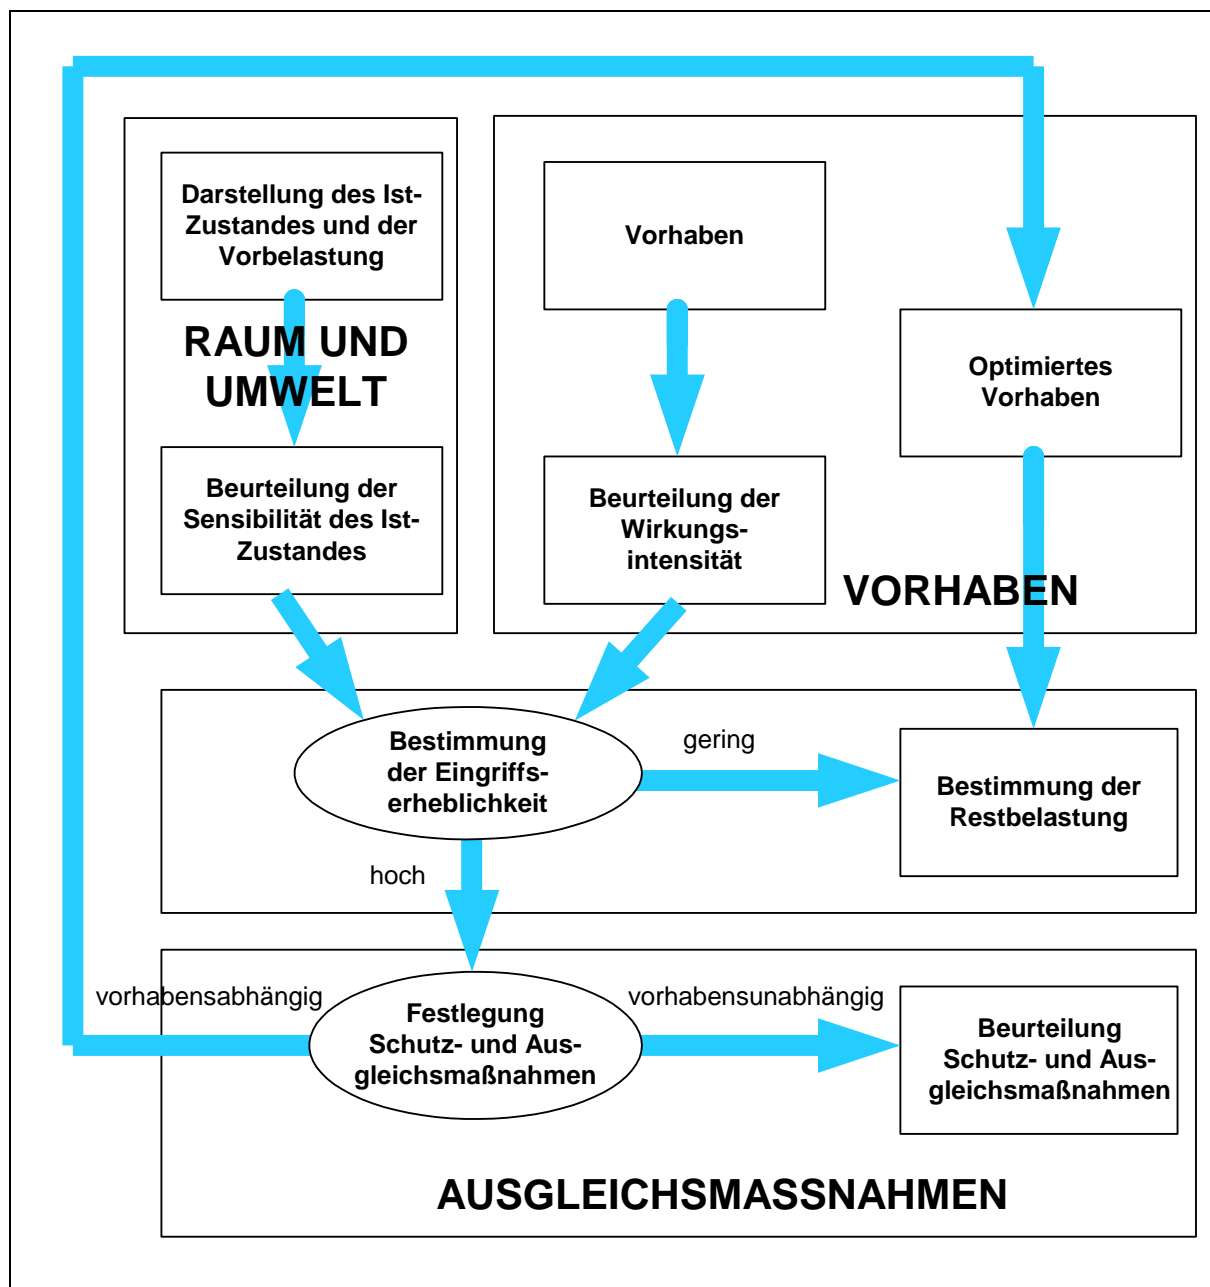 Darstellung des Ist-
Zustandes und der
Vorbelastung
RAUM UND
UMWELT
Beurteilung der
Sensibilität des Ist-
Zustandes
Vorhaben
Beurteilung der
Wirkungs-
intensität
Optimiertes
Vorhaben
VORHABEN
Bestimmung
der Eingriffs-
erheblichkeit
gering
Bestimmung der
Restbelastung
hoch
vorhabensabhängig
Festlegung
Schutz- und Aus-
gleichsmaßnahmen
vorhabensunabhängig
Beurteilung
Schutz- und Aus-
gleichsmaßnahmen
AUSGLEICHSMASSNAHMEN